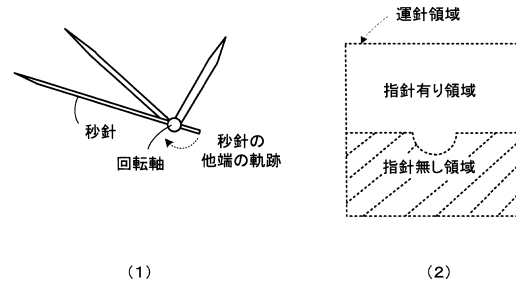 秒針
回転軸
秒針の
他端の軌跡
(1)
運針領域
指針有り領域
指針無し領域
(2)